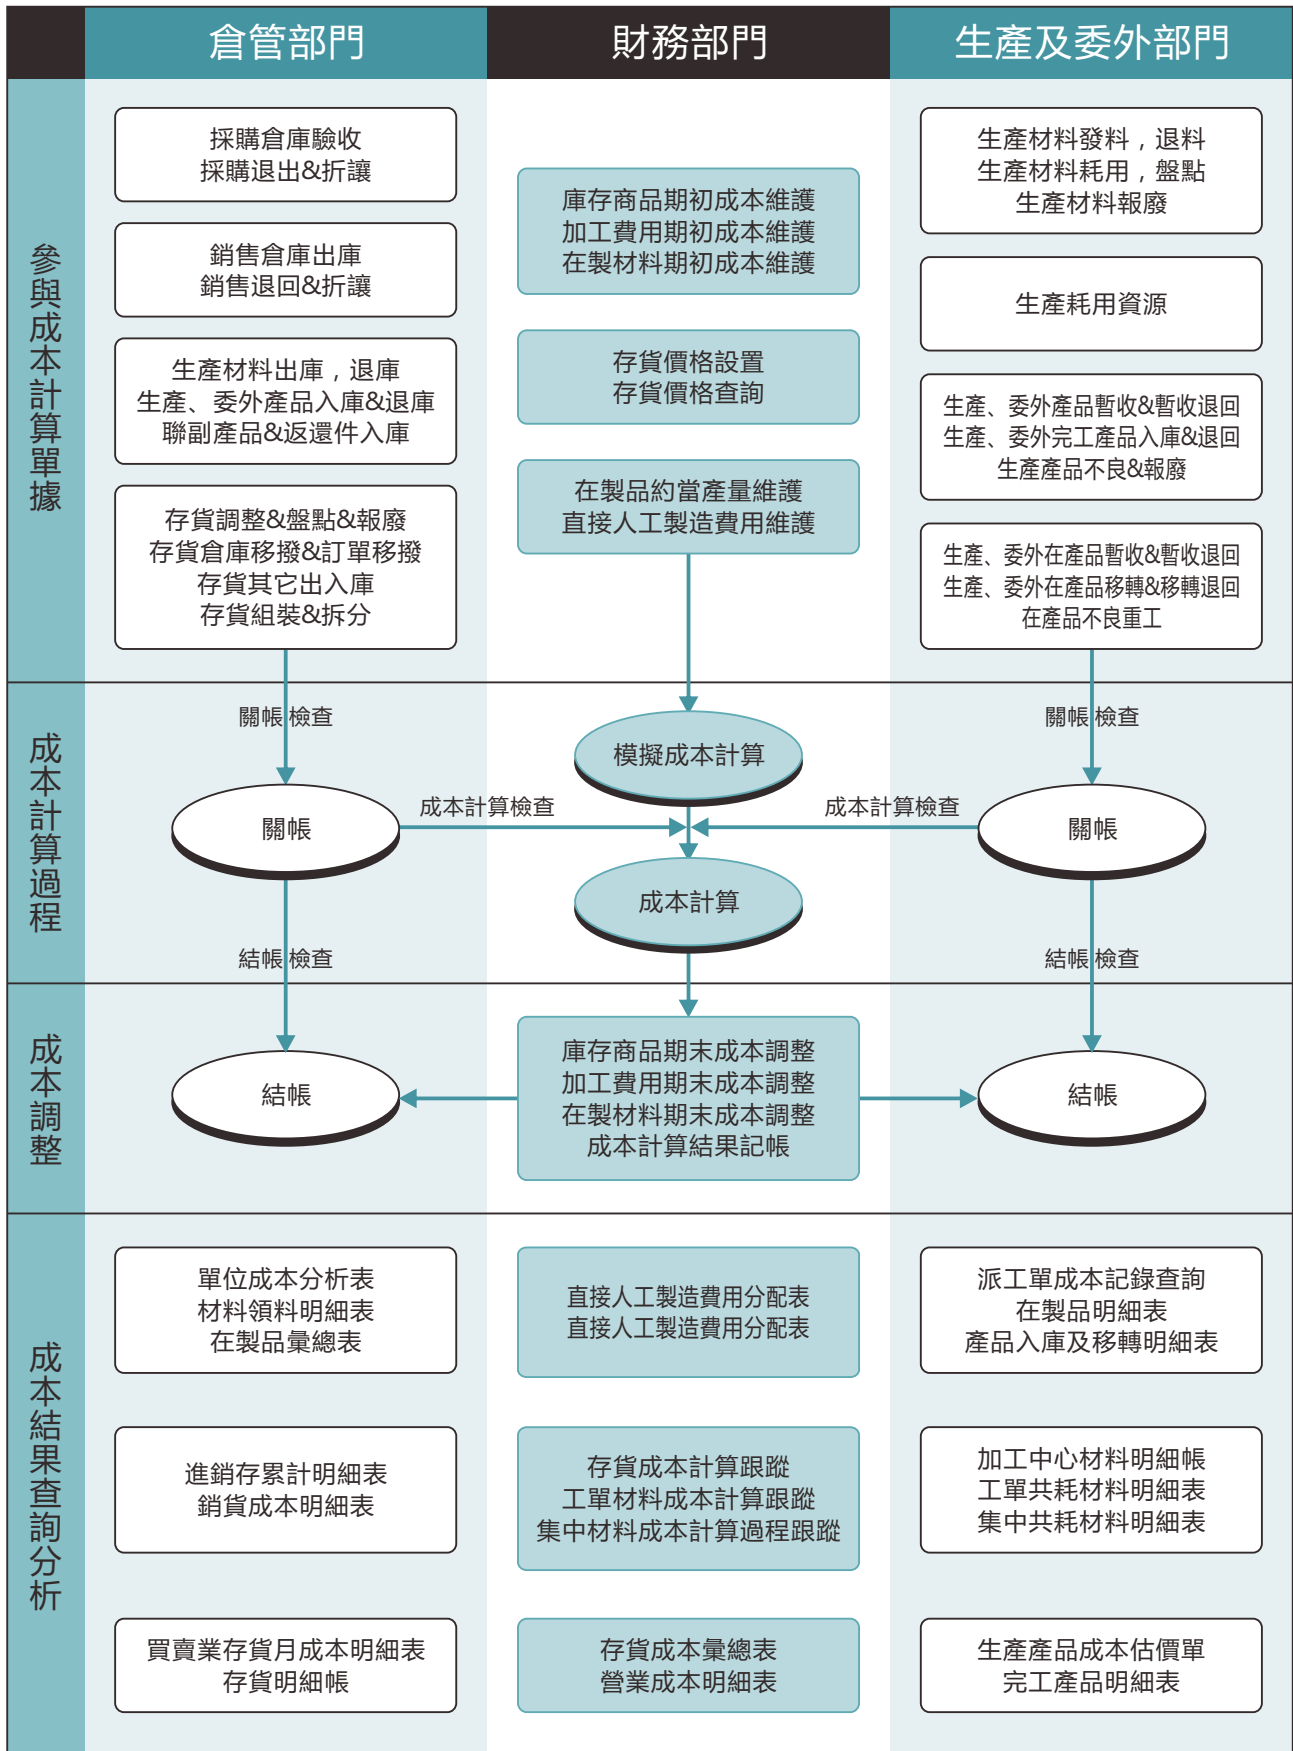 倉管部門
財務部門
生產及委外部門
參與成本計算單據
採購倉庫驗收
採購退出&折讓
銷售倉庫出庫
銷售退回&折讓
生產材料出庫，退庫
生產、委外產品入庫&退庫
聯副產品&返還件入庫
存貨調整&盤點&報廢
存貨倉庫移撥&訂單移撥
存貨其它出入庫
存貨組裝&拆分
庫存商品期初成本維護
加工費用期初成本維護
在製材料期初成本維護
存貨價格設置
存貨價格查詢
在製品約當產量維護
直接人工製造費用維護
生產材料發料，退料
生產材料耗用，盤點
生產材料報廢
生產耗用資源
生產、委外產品暫收&暫收退回
生產、委外完工產品入庫&退回
生產產品不良&報廢
生產、委外在產品暫收&暫收退回
生產、委外在產品移轉&移轉退回
在產品不良重工
成本計算過程
關帳 檢查
關帳
成本計算檢查
結帳 檢查
模擬成本計算
成本計算
關帳 檢查
成本計算檢查
關帳
結帳 檢查
成本調整
結帳
庫存商品期末成本調整
加工費用期末成本調整
在製材料期末成本調整
成本計算結果記帳
結帳
成本結果查詢分析
單位成本分析表
材料領料明細表
在製品彙總表
直接人工製造費用分配表
直接人工製造費用分配表
派工單成本記錄查詢
在製品明細表
產品入庫及移轉明細表
進銷存累計明細表
銷貨成本明細表
存貨成本計算跟蹤
工單材料成本計算跟蹤
集中材料成本計算過程跟蹤
加工中心材料明細帳
工單共耗材料明細表
集中共耗材料明細表
買賣業存貨月成本明細表
存貨明細帳
存貨成本彙總表
營業成本明細表
生產產品成本估價單
完工產品明細表